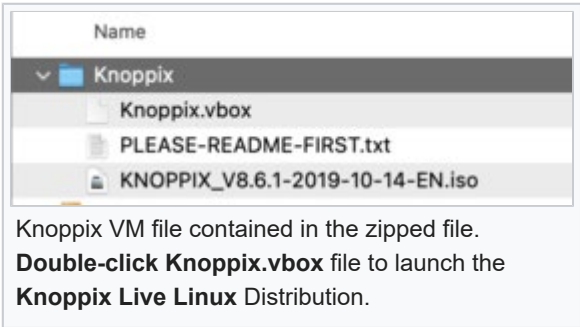 Name
Knoppix
Knoppix.vbox
PLEASE-README-FIRST.txt
KNOPPIX_V8.6.1-2019-10-14-EN.iso
Knoppix VM file contained in the zipped file.
Double-click Knoppix.vbox file to launch the
Knoppix Live Linux Distribution.